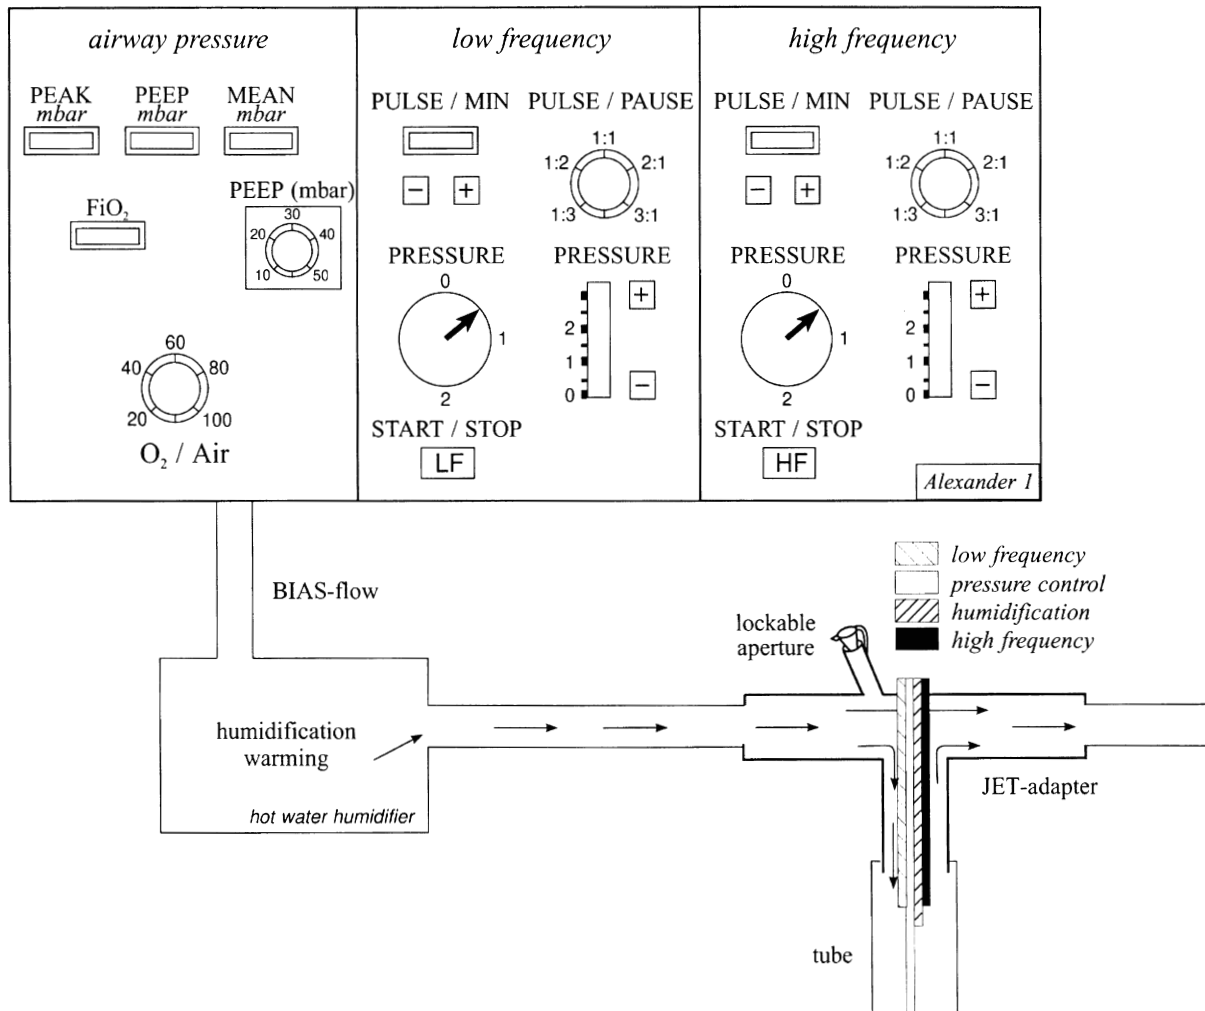 airway pressure
PEAK
mbar
PEEP
mbar
MEAN
mbar
FiO₂
PEEP (mbar)
30
20
40
10
50
60
40
80
20
100
O₂ / Air
low frequency
PULSE / MIN
PULSE / PAUSE
1:1
1:2
2:1
1:3
3:1
−
+
PRESSURE
0
1
2
PRESSURE
+
2
1
0
−
START / STOP
LF
high frequency
PULSE / MIN
PULSE / PAUSE
1:1
1:2
2:1
1:3
3:1
−
+
PRESSURE
0
1
2
PRESSURE
+
2
1
0
−
START / STOP
HF
Alexander 1
BIAS-flow
low frequency
pressure control
humidification
high frequency
lockable
aperture
humidification
warming
hot water humidifier
JET-adapter
tube